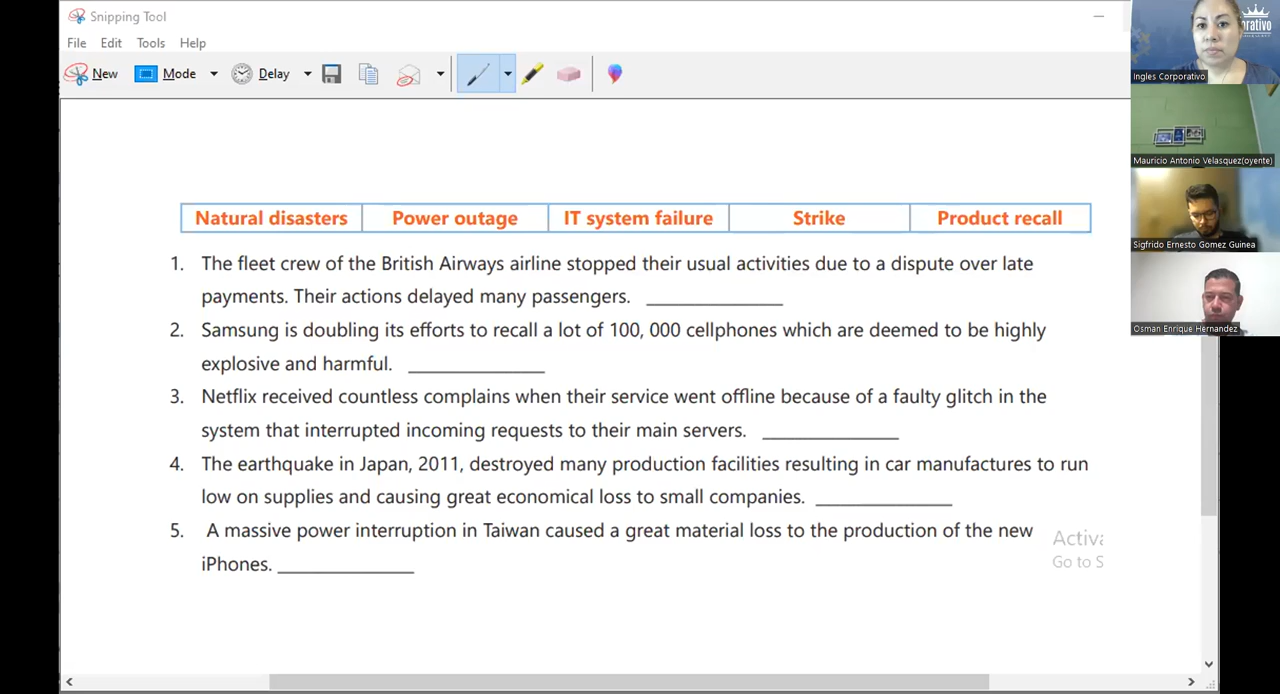 Snipping Tool
File Edit Tools Help
New Mode Delay
Natural disasters Power outage IT system failure Strike Product recall
1. The fleet crew of the British Airways airline stopped their usual activities due to a dispute over late
payments. Their actions delayed many passengers. ______________
2. Samsung is doubling its efforts to recall a lot of 100, 000 cellphones which are deemed to be highly
explosive and harmful. ______________
3. Netflix received countless complains when their service went offline because of a faulty glitch in the
system that interrupted incoming requests to their main servers. ______________
4. The earthquake in Japan, 2011, destroyed many production facilities resulting in car manufactures to run
low on supplies and causing great economical loss to small companies. ______________
5. A massive power interruption in Taiwan caused a great material loss to the production of the new
iPhones. ______________
Go to S
Ingles Corporativo
Mauricio Antonio Velasquez(oyente)
Sigfrido Ernesto Gomez Guinea
Osman Enrique Hernandez